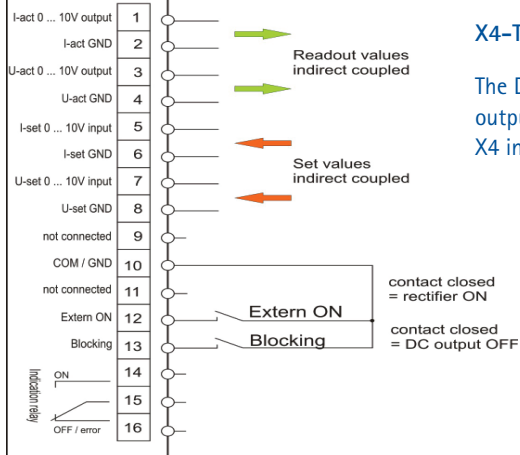 I-act 0 ... 10V output 1
I-act GND 2
U-act 0 ... 10V output 3
U-act GND 4
I-set 0 ... 10V input 5
I-set GND 6
U-set 0 ... 10V input 7
U-set GND 8
not connected 9
COM / GND 10
not connected 11
Extern ON 12
Blocking 13
14
15
16
Indication relay
ON
OFF / error
Readout values
indirect coupled
Set values
indirect coupled
Extern ON
Blocking
contact closed
= rectifier ON
contact closed
= DC output OFF
X4-T
The D
outpu
X4 in